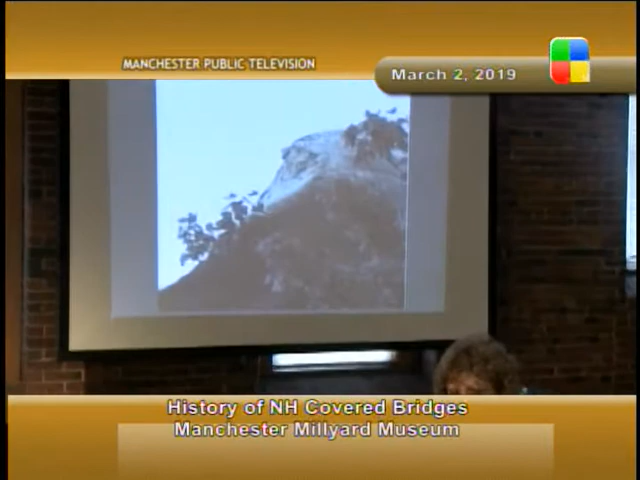 MANCHESTER PUBLIC TELEVISION
March 2, 2019
History of NH Covered Bridges
Manchester Millyard Museum